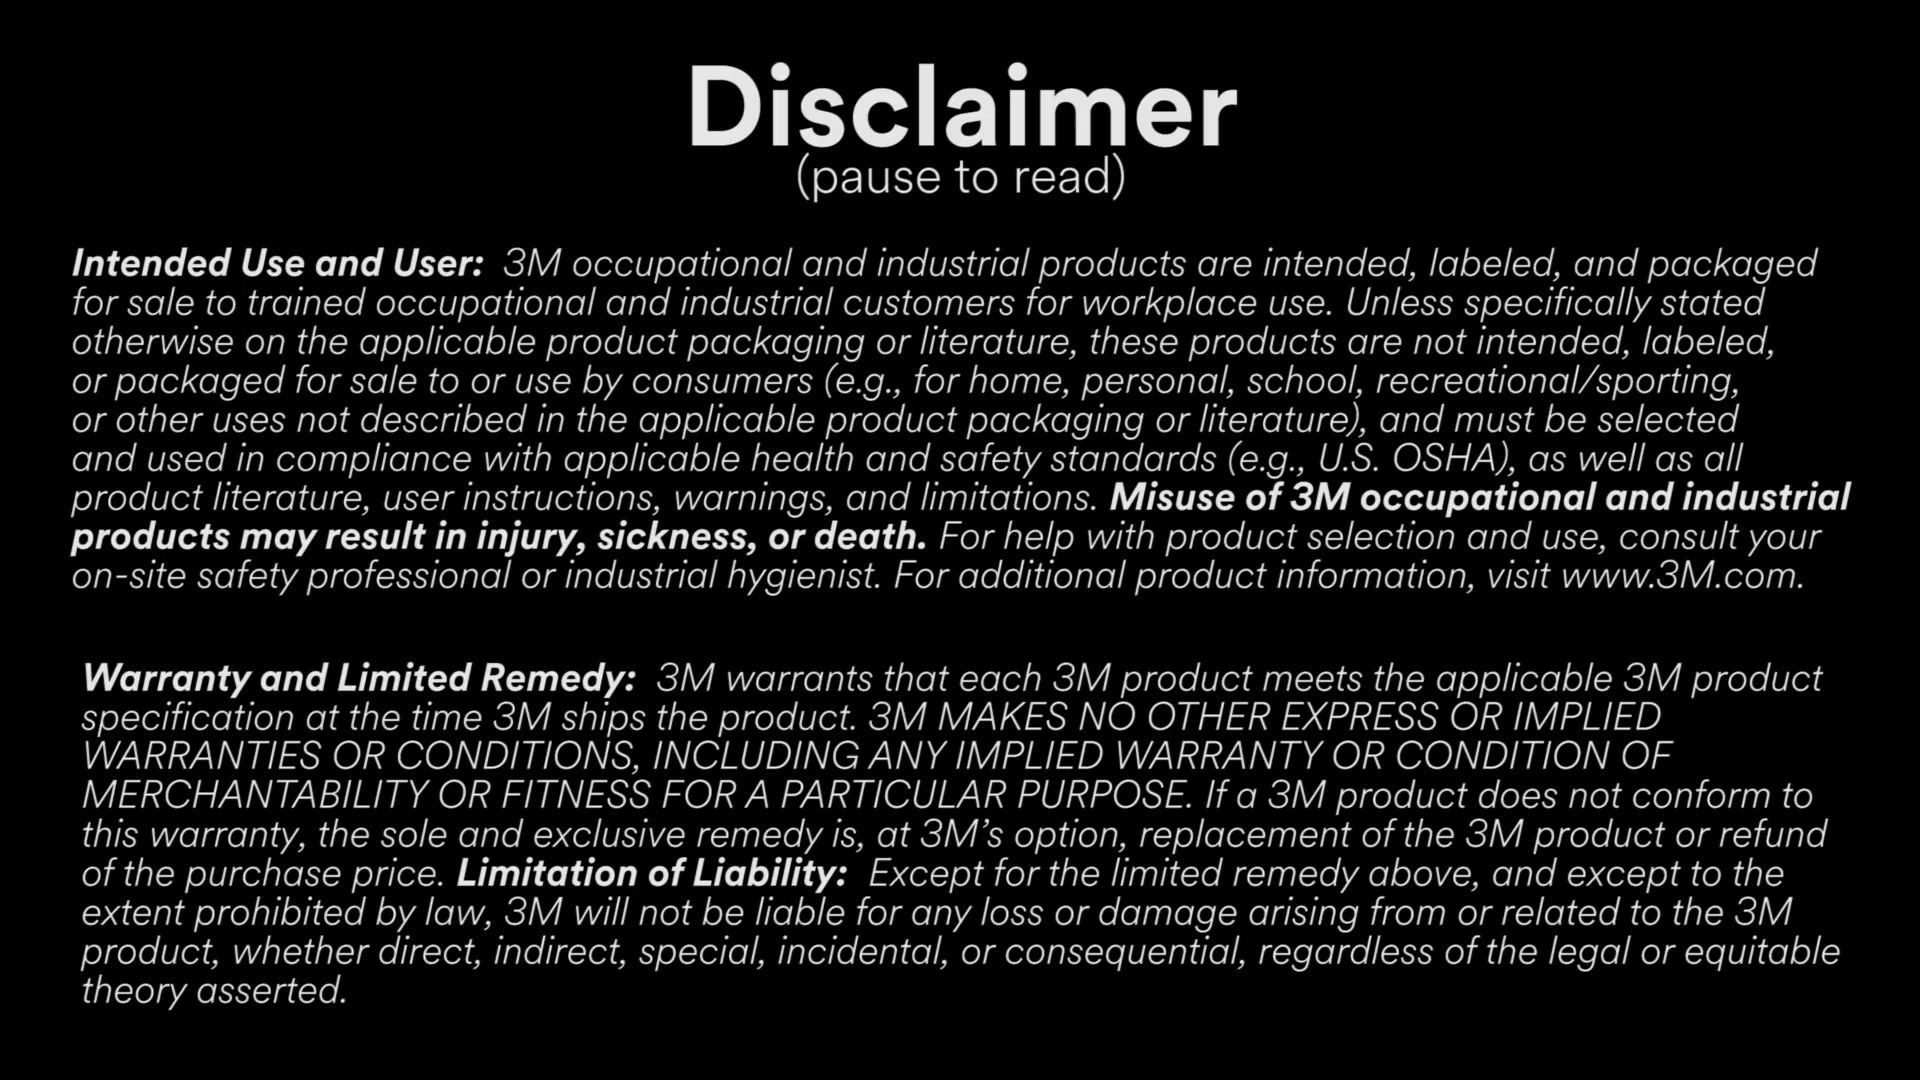 Disclaimer
(pause to read)
Intended Use and User:  3M occupational and industrial products are intended, labeled, and packaged
for sale to trained occupational and industrial customers for workplace use. Unless specifically stated
otherwise on the applicable product packaging or literature, these products are not intended, labeled,
or packaged for sale to or use by consumers (e.g., for home, personal, school, recreational/sporting,
or other uses not described in the applicable product packaging or literature), and must be selected
and used in compliance with applicable health and safety standards (e.g., U.S. OSHA), as well as all
product literature, user instructions, warnings, and limitations. Misuse of 3M occupational and industrial
products may result in injury, sickness, or death. For help with product selection and use, consult your
on-site safety professional or industrial hygienist. For additional product information, visit www.3M.com.
Warranty and Limited Remedy:  3M warrants that each 3M product meets the applicable 3M product
specification at the time 3M ships the product. 3M MAKES NO OTHER EXPRESS OR IMPLIED
WARRANTIES OR CONDITIONS, INCLUDING ANY IMPLIED WARRANTY OR CONDITION OF
MERCHANTABILITY OR FITNESS FOR A PARTICULAR PURPOSE. If a 3M product does not conform to
this warranty, the sole and exclusive remedy is, at 3M’s option, replacement of the 3M product or refund
of the purchase price. Limitation of Liability:  Except for the limited remedy above, and except to the
extent prohibited by law, 3M will not be liable for any loss or damage arising from or related to the 3M
product, whether direct, indirect, special, incidental, or consequential, regardless of the legal or equitable
theory asserted.